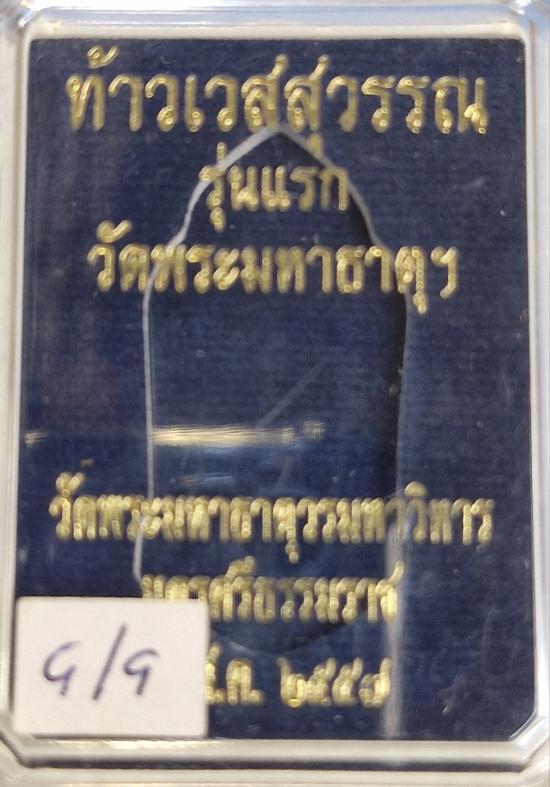 ท้าวเวสสุวรรณ
รุ่นแรก
วัดพระมหาธาตุฯ
วัดพระมหาธาตุวรมหาวิหาร
นครศรีธรรมราช
.ค. ๒๕๕๗
9/9